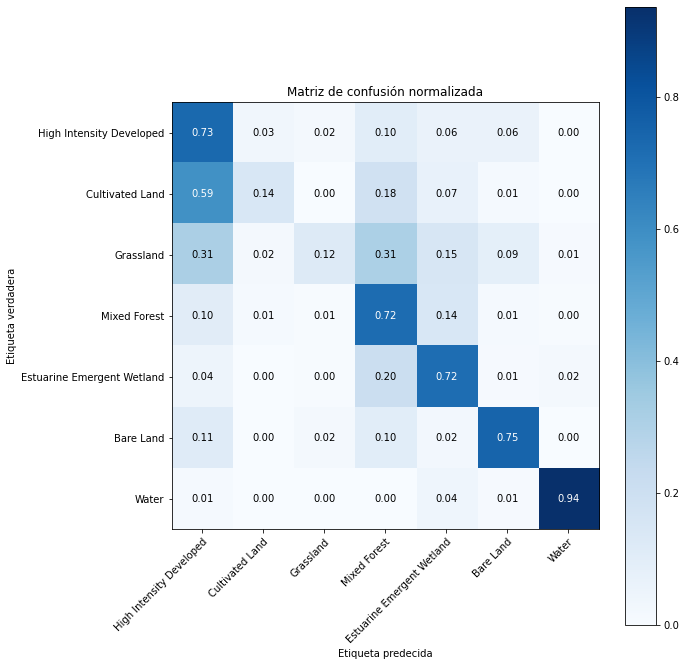 Matriz de confusión normalizada
High Intensity Developed 0.73 0.03 0.02 0.10 0.06 0.06 0.00
Cultivated Land 0.59 0.14 0.00 0.18 0.07 0.01 0.00
Grassland 0.31 0.02 0.12 0.31 0.15 0.09 0.01
Mixed Forest 0.10 0.01 0.01 0.72 0.14 0.01 0.00
Estuarine Emergent Wetland 0.04 0.00 0.00 0.20 0.72 0.01 0.02
Bare Land 0.11 0.00 0.02 0.10 0.02 0.75 0.00
Water 0.01 0.00 0.00 0.00 0.04 0.01 0.94
Etiqueta verdadera
High Intensity Developed
Cultivated Land
Grassland
Mixed Forest
Estuarine Emergent Wetland
Bare Land
Water
Etiqueta predecida
0.8
0.6
0.4
0.2
0.0